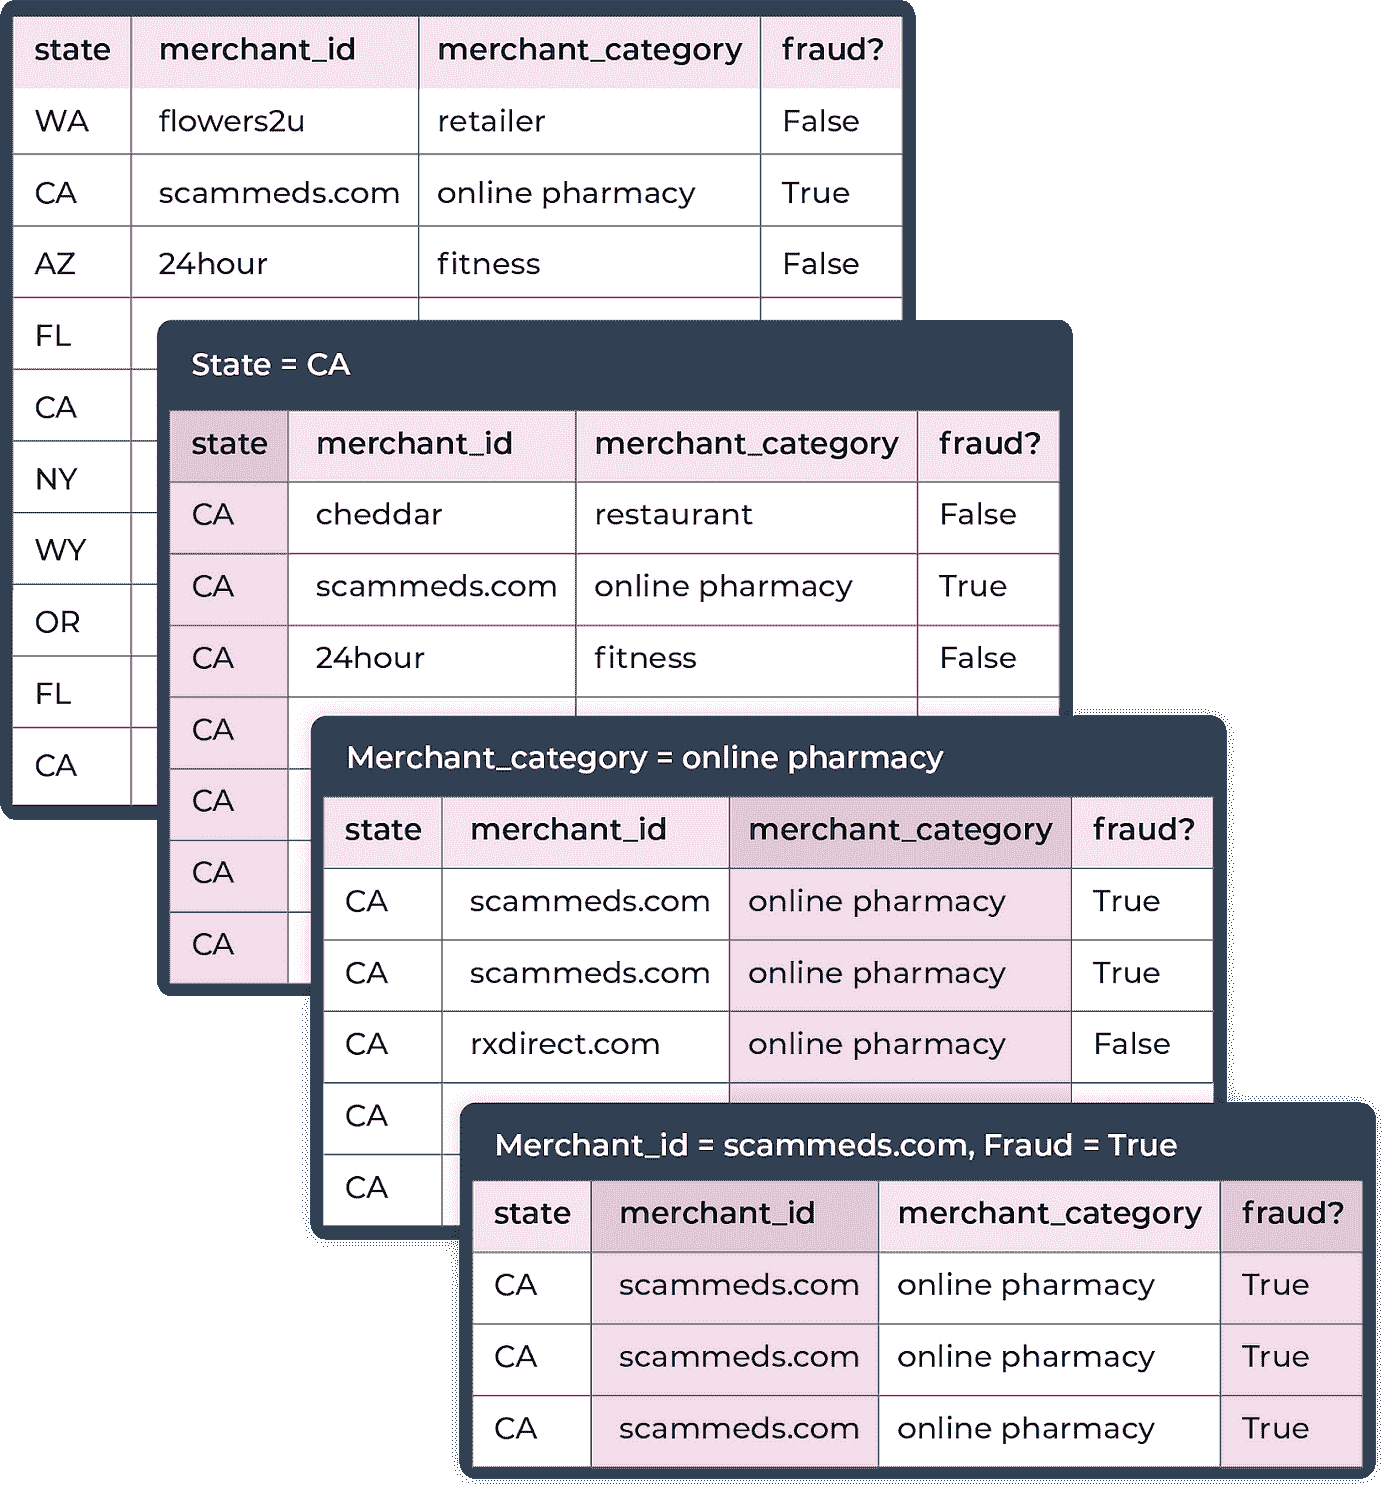 state merchant_id merchant_category fraud?
WA flowers2u retailer False
CA scammeds.com online pharmacy True
AZ 24hour fitness False
FL
CA
NY
WY
OR
FL
CA
State = CA
state merchant_id merchant_category fraud?
CA cheddar restaurant False
CA scammeds.com online pharmacy True
CA 24hour fitness False
CA
CA
CA
CA
Merchant_category = online pharmacy
state merchant_id merchant_category fraud?
CA scammeds.com online pharmacy True
CA scammeds.com online pharmacy True
CA rxdirect.com online pharmacy False
CA
CA
Merchant_id = scammeds.com, Fraud = True
state merchant_id merchant_category fraud?
CA scammeds.com online pharmacy True
CA scammeds.com online pharmacy True
CA scammeds.com online pharmacy True